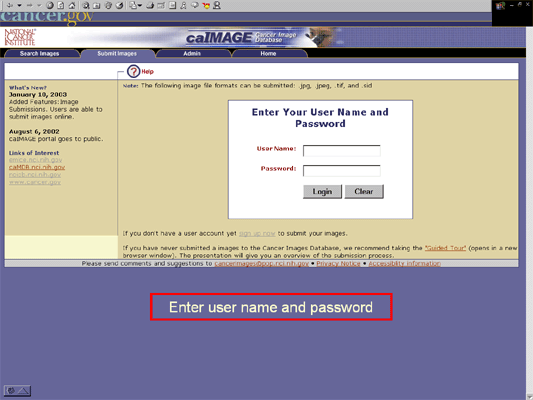 cancer.gov
NATIONAL
CANCER
INSTITUTE
caIMAGE Cancer Image
Database
Search Images Submit Images Admin Home
Help
Note: The following image file formats can be submitted: .jpg, .jpeg, .tif, and .sid
What's New?
January 10, 2003
Added Features:Image
Submissions. Users are able to
submit images online.
August 6, 2002
caIMAGE portal goes to public.
Links of Interest
emice.nci.nih.gov
caMOD.nci.nih.gov
ncicb.nci.nih.gov
www.cancer.gov
Enter Your User Name and
Password
User Name:
Password:
Login Clear
If you don't have a user account yet sign up now to submit your images.
If you have never submitted a images to the Cancer Images Database, we recommend taking the "Guided Tour" (opens in a new
browser window). The presentation will give you an overview of the submission process.
Please send comments and suggestions to cancerimages@pop.nci.nih.gov • Privacy Notice • Accessibility Information
Enter user name and password